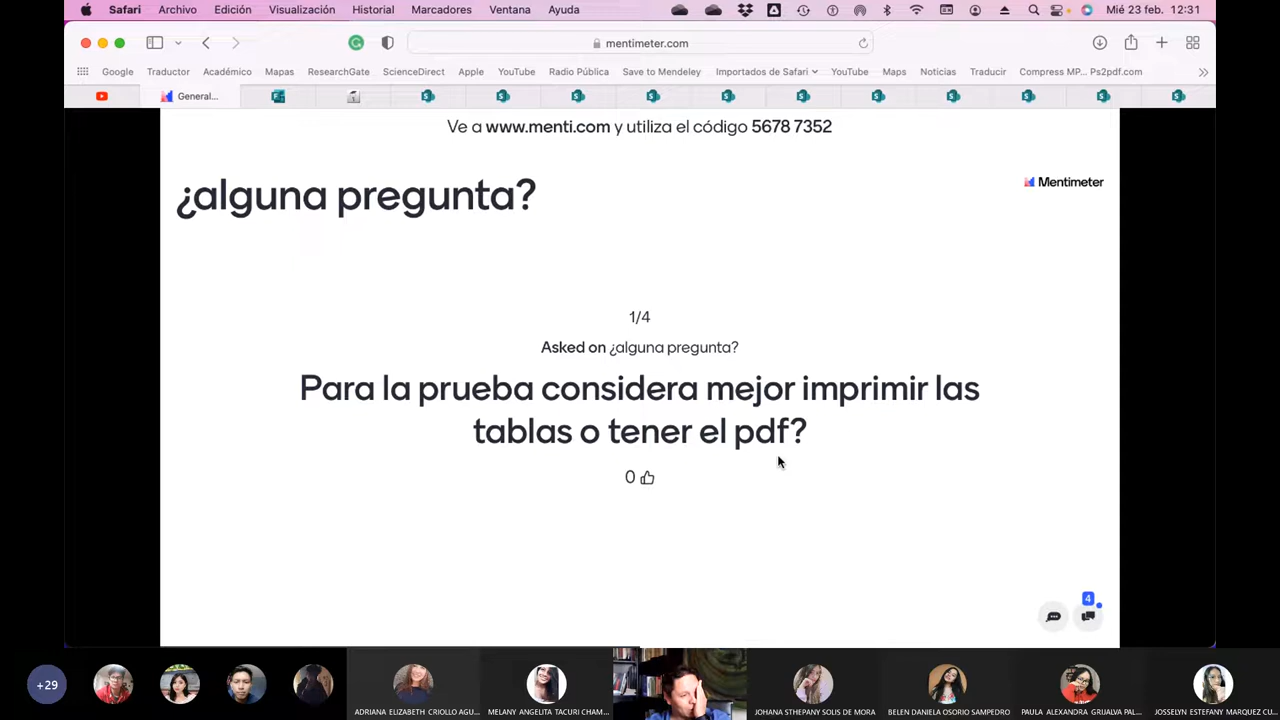 Safari Archivo Edición Visualización Historial Marcadores Ventana Ayuda Mié 23 feb. 12:31
mentimeter.com
Google Traductor Académico Mapas ResearchGate ScienceDirect Apple YouTube Radio Pública Save to Mendeley Importados de Safari YouTube Maps Noticias Traducir Compress MP... Ps2pdf.com
General...
Ve a www.menti.com y utiliza el código 5678 7352
¿alguna pregunta?
Mentimeter
1/4
Asked on ¿alguna pregunta?
Para la prueba considera mejor imprimir las
tablas o tener el pdf?
0
4
+29
ADRIANA ELIZABETH CRIOLLO AGU... MELANY ANGELITA TACURI CHAM... JOHANA STHEPANY SOLIS DE MORA BELEN DANIELA OSORIO SAMPEDRO PAULA ALEXANDRA GRIJALVA PAL... JOSSELYN ESTEFANY MARQUEZ CU...